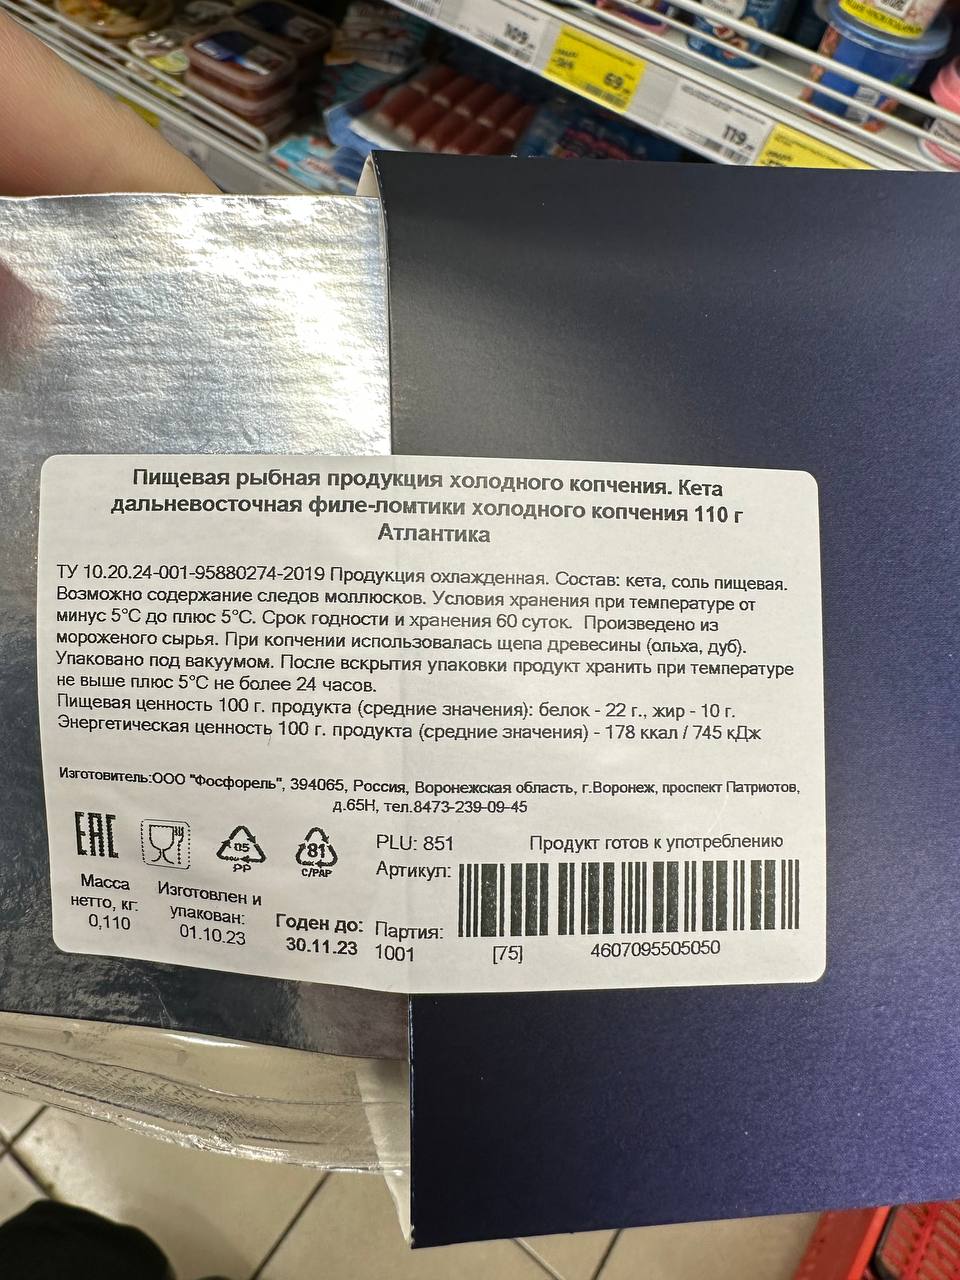 109
69
119
Пищевая рыбная продукция холодного копчения. Кета
дальневосточная филе-ломтики холодного копчения 110 г
Атлантика
ТУ 10.20.24-001-95880274-2019 Продукция охлажденная. Состав: кета, соль пищевая.
Возможно содержание следов моллюсков. Условия хранения при температуре от
минус 5°С до плюс 5°С. Срок годности и хранения 60 суток. Произведено из
мороженого сырья. При копчении использовалась щепа древесины (ольха, дуб).
Упаковано под вакуумом. После вскрытия упаковки продукт хранить при температуре
не выше плюс 5°С не более 24 часов.
Пищевая ценность 100 г. продукта (средние значения): белок - 22 г., жир - 10 г.
Энергетическая ценность 100 г. продукта (средние значения) - 178 ккал / 745 кДж
Изготовитель:ООО "Фосфорель", 394065, Россия, Воронежская область, г.Воронеж, проспект Патриотов,
д.65Н, тел.8473-239-09-45
EAC
05
PP
81
C/PAP
PLU: 851
Продукт готов к употреблению
Артикул:
Масса
нетто, кг:
0,110
Изготовлен и
упакован:
01.10.23
Годен до:
30.11.23
Партия:
1001
[75]
4607095505050